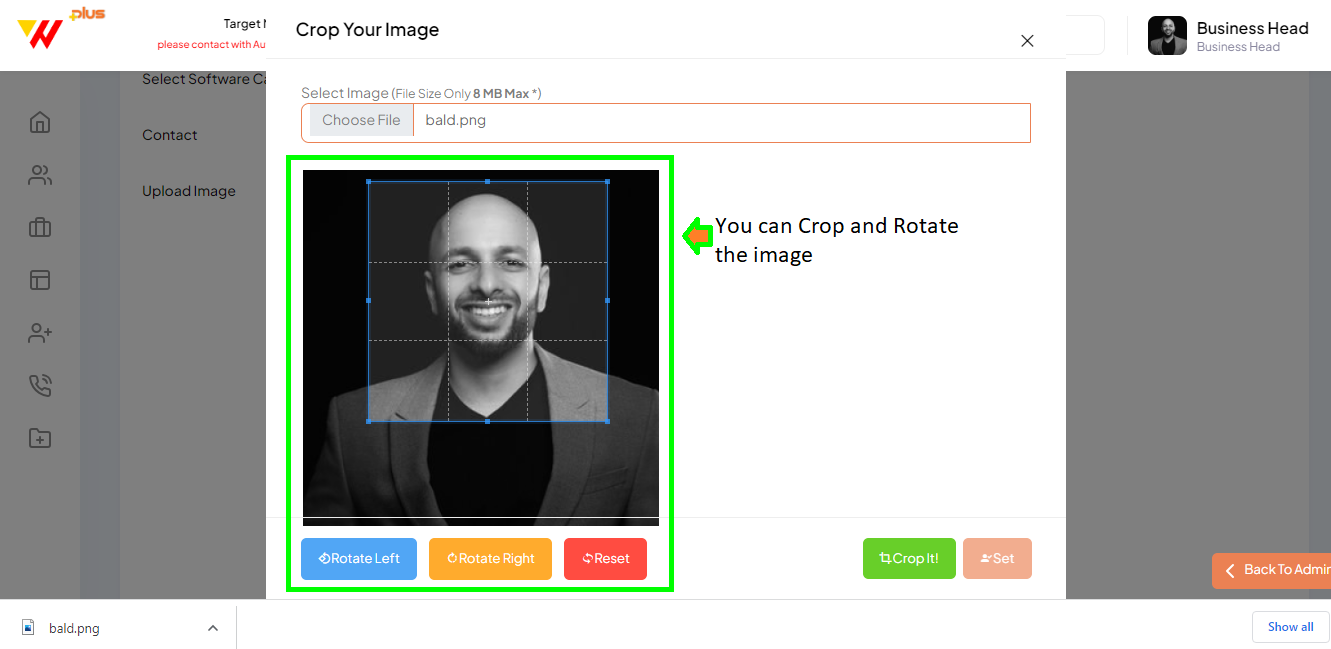 plus
Target
please contact with Au
Crop Your Image
Business Head
Business Head
Select Software Ca
Contact
Upload Image
Select Image (File Size Only 8 MB Max *)
Choose File bald.png
You can Crop and Rotate
the image
Rotate Left Rotate Right Reset Crop It! Set
Back To Admin
bald.png Show all